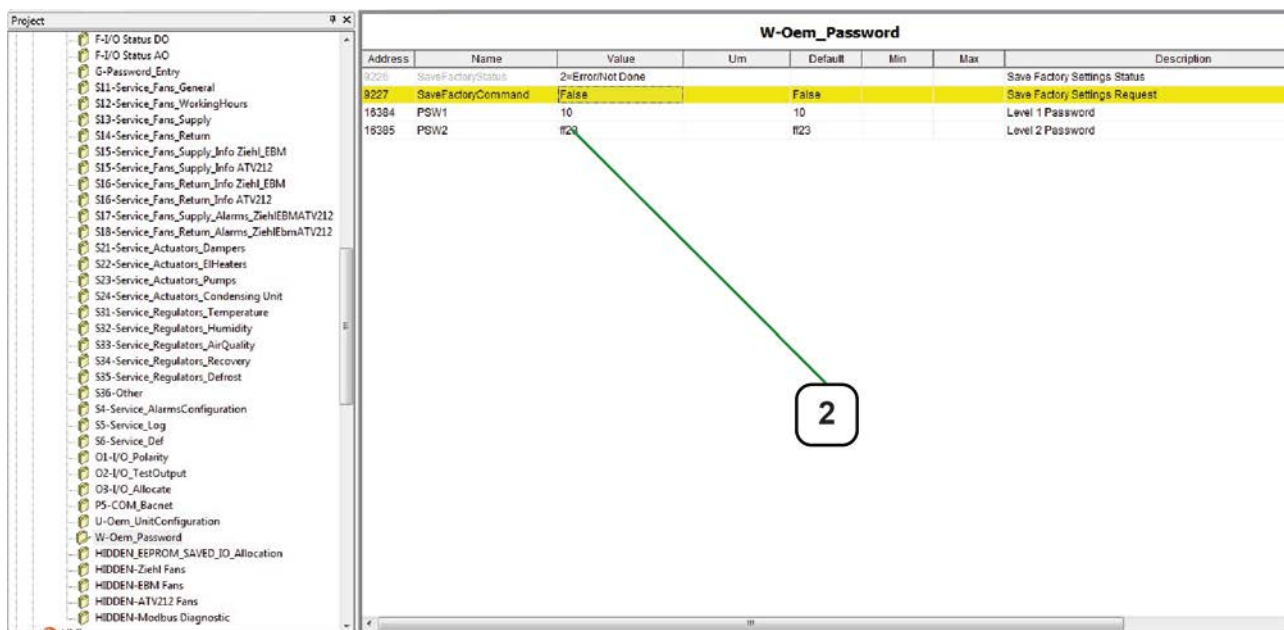 Project
F-I/O Status DO
F-I/O Status AO
G-Password_Entry
S11-Service_Fans_General
S12-Service_Fans_WorkingHours
S13-Service_Fans_Supply
S14-Service_Fans_Return
S15-Service_Fans_Supply_Info Ziehl_EBM
S15-Service_Fans_Supply_Info ATV212
S16-Service_Fans_Return_Info Ziehl_EBM
S16-Service_Fans_Return_Info ATV212
S17-Service_Fans_Supply_Alarms_ZiehlEBMATV212
S18-Service_Fans_Return_Alarms_ZiehlEbmATV212
S21-Service_Actuators_Dampers
S22-Service_Actuators_ElHeaters
S23-Service_Actuators_Pumps
S24-Service_Actuators_Condensing Unit
S31-Service_Regulators_Temperature
S32-Service_Regulators_Humidity
S33-Service_Regulators_AirQuality
S34-Service_Regulators_Recovery
S35-Service_Regulators_Defrost
S36-Other
S4-Service_AlarmsConfiguration
S5-Service_Log
S6-Service_Def
O1-I/O_Polarity
O2-I/O_TestOutput
O3-I/O_Allocate
P5-COM_Bacnet
U-Oem_UnitConfiguration
W-Oem_Password
HIDDEN_EEPROM_SAVED_IO_Allocation
HIDDEN-Ziehl Fans
HIDDEN-EBM Fans
HIDDEN-ATV212 Fans
HIDDEN-Modbus Diagnostic
W-Oem_Password
Address Name Value Um Default Min Max Description
9226 SaveFactoryStatus 2=Error/Not Done Save Factory Settings Status
9227 SaveFactoryCommand False False Save Factory Settings Request
16384 PSW1 10 10 Level 1 Password
16385 PSW2 ff23 ff23 Level 2 Password
2